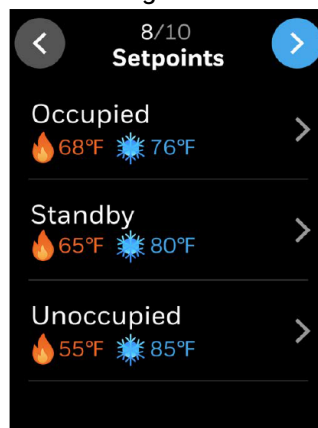 8/10
Setpoints
Occupied
68°F 76°F
Standby
65°F 80°F
Unoccupied
55°F 85°F